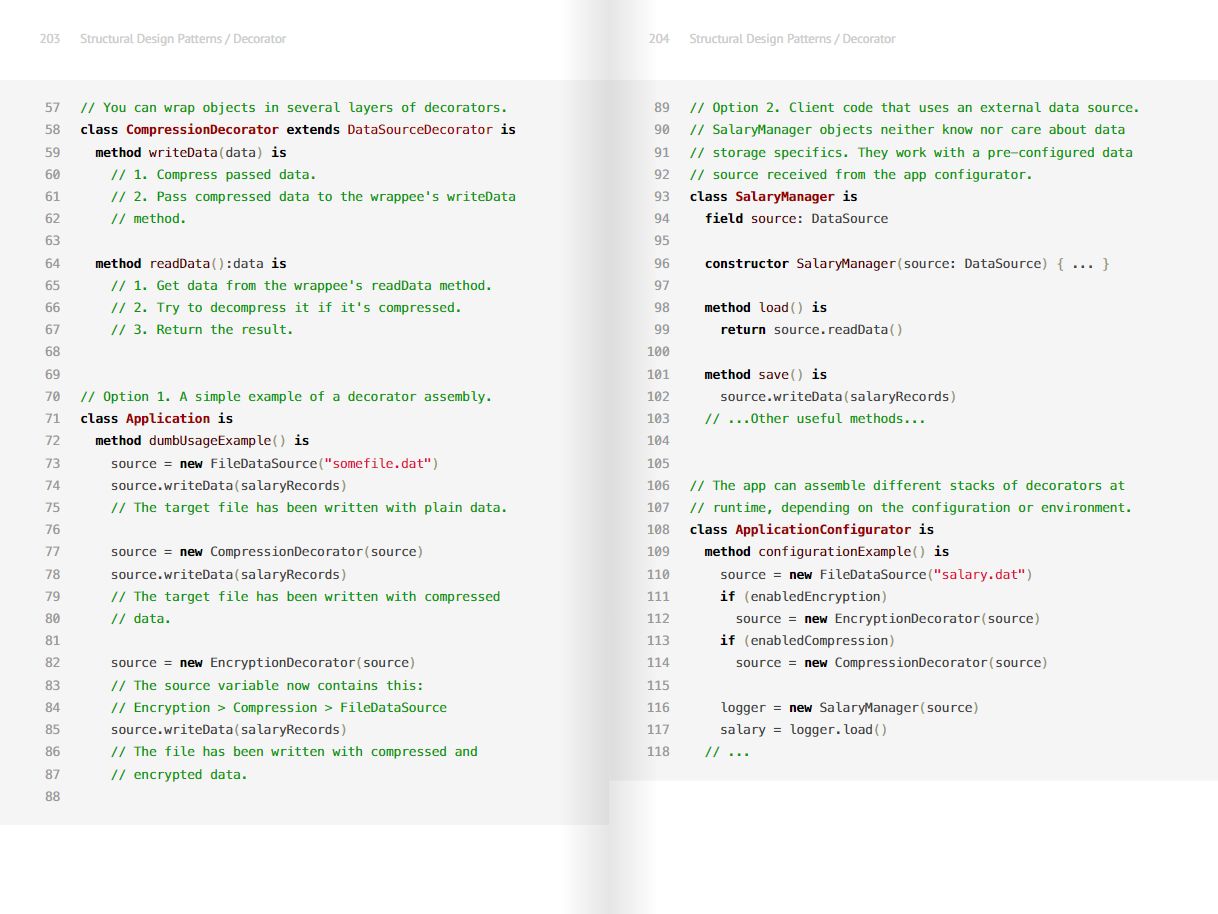 203 Structural Design Patterns / Decorator
57 // You can wrap objects in several layers of decorators.
58 class CompressionDecorator extends DataSourceDecorator is
59   method writeData(data) is
60     // 1. Compress passed data.
61     // 2. Pass compressed data to the wrappee's writeData
62     // method.
63
64   method readData():data is
65     // 1. Get data from the wrappee's readData method.
66     // 2. Try to decompress it if it's compressed.
67     // 3. Return the result.
68
69
70 // Option 1. A simple example of a decorator assembly.
71 class Application is
72   method dumbUsageExample() is
73     source = new FileDataSource("somefile.dat")
74     source.writeData(salaryRecords)
75     // The target file has been written with plain data.
76
77     source = new CompressionDecorator(source)
78     source.writeData(salaryRecords)
79     // The target file has been written with compressed
80     // data.
81
82     source = new EncryptionDecorator(source)
83     // The source variable now contains this:
84     // Encryption > Compression > FileDataSource
85     source.writeData(salaryRecords)
86     // The file has been written with compressed and
87     // encrypted data.
88
204 Structural Design Patterns / Decorator
89 // Option 2. Client code that uses an external data source.
90 // SalaryManager objects neither know nor care about data
91 // storage specifics. They work with a pre-configured data
92 // source received from the app configurator.
93 class SalaryManager is
94   field source: DataSource
95
96   constructor SalaryManager(source: DataSource) { ... }
97
98   method load() is
99     return source.readData()
100
101   method save() is
102     source.writeData(salaryRecords)
103   // ...Other useful methods...
104
105
106 // The app can assemble different stacks of decorators at
107 // runtime, depending on the configuration or environment.
108 class ApplicationConfigurator is
109   method configurationExample() is
110     source = new FileDataSource("salary.dat")
111     if (enabledEncryption)
112       source = new EncryptionDecorator(source)
113     if (enabledCompression)
114       source = new CompressionDecorator(source)
115
116     logger = new SalaryManager(source)
117     salary = logger.load()
118   // ...